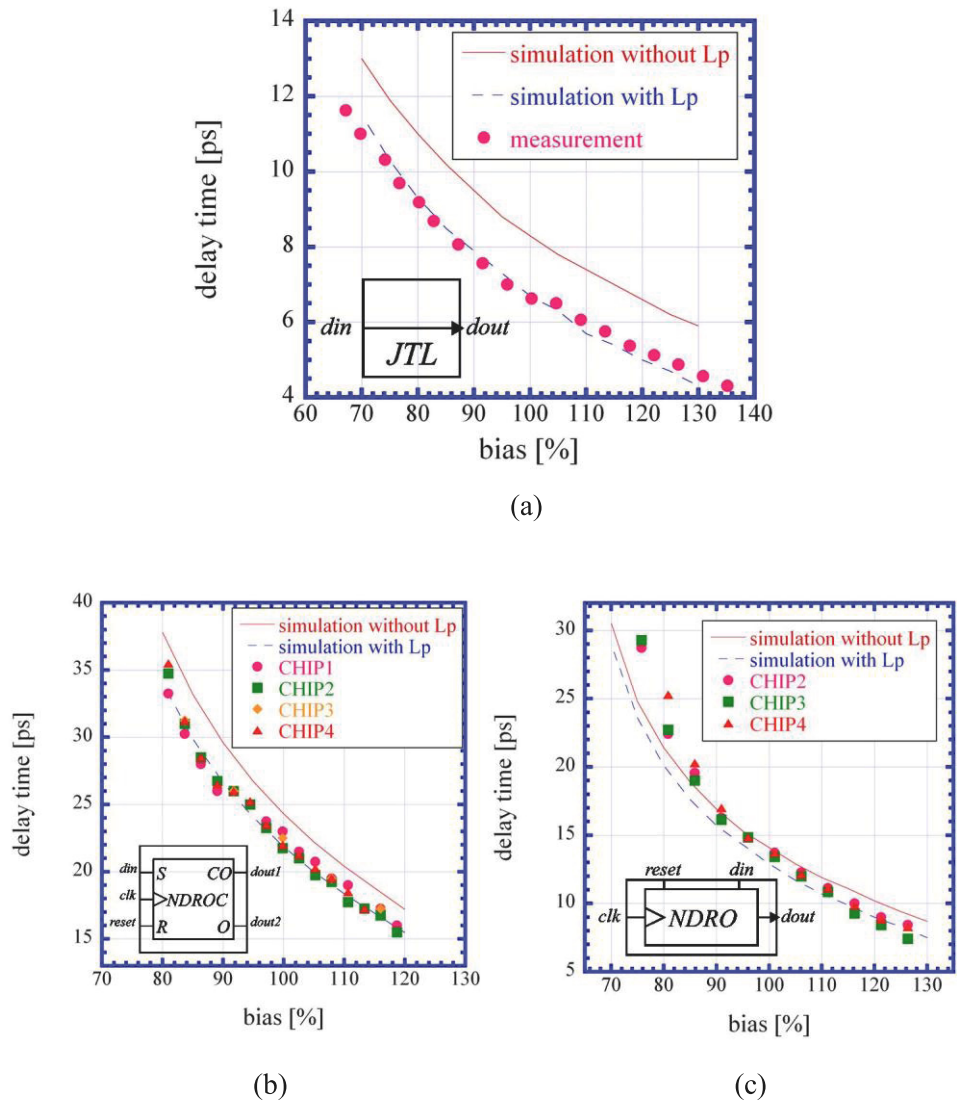 14
12
10
8
6
4
delay time [ps]
simulation without Lp
simulation with Lp
measurement
din
dout
JTL
60 70 80 90 100 110 120 130 140
bias [%]
(a)
40
35
30
25
20
15
10
delay time [ps]
simulation without Lp
simulation with Lp
CHIP1
CHIP2
CHIP3
CHIP4
din S CO dout1
clk NDROC
reset R O dout2
70 80 90 100 110 120 130
bias [%]
(b)
30
25
20
15
10
5
delay time [ps]
simulation without Lp
simulation with Lp
CHIP2
CHIP3
CHIP4
reset din
clk NDRO dout
70 80 90 100 110 120 130
bias [%]
(c)